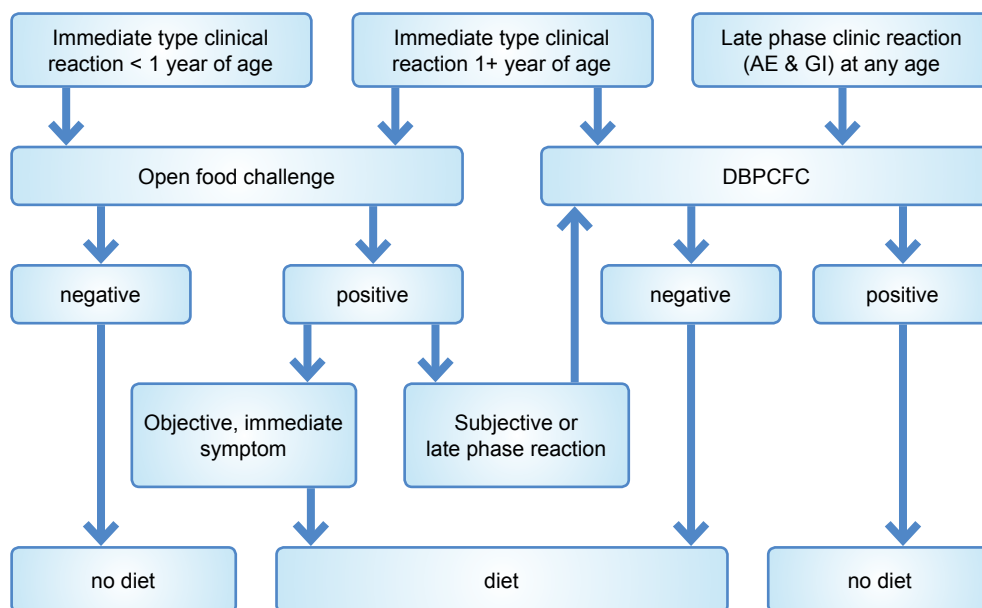 Immediate type clinical
reaction < 1 year of age
Immediate type clinical
reaction 1+ year of age
Late phase clinic reaction
(AE & GI) at any age
Open food challenge
DBPCFC
negative
positive
negative
positive
Objective, immediate
symptom
Subjective or
late phase reaction
no diet
diet
no diet